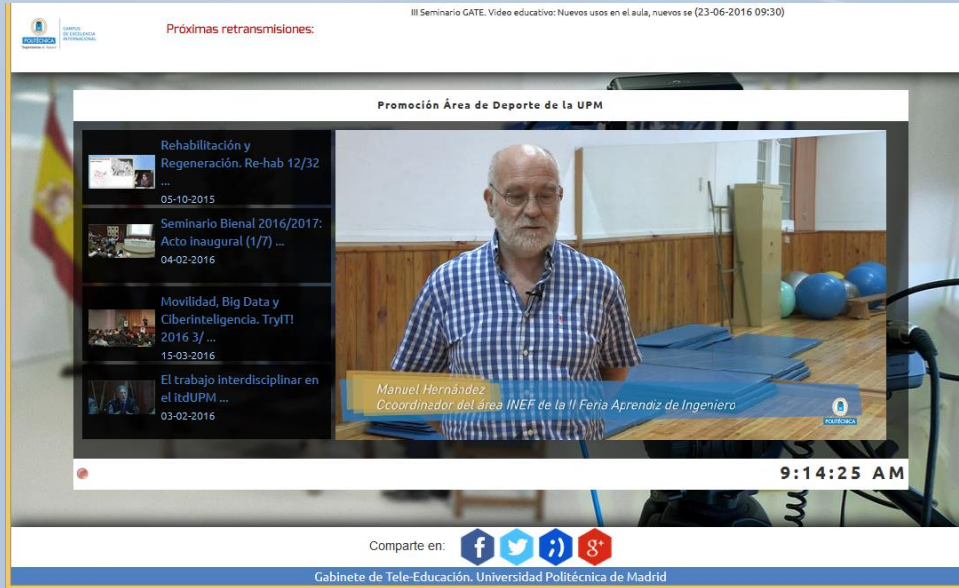 CAMPUS
DE EXCELENCIA
INTERNACIONAL
POLITÉCNICA
Próximas retransmisiones:
III Seminario GATE. Video educativo: Nuevos usos en el aula, nuevos se (23-06-2016 09:30)
Promoción Área de Deporte de la UPM
Rehabilitación y
Regeneración. Re-hab 12/32
...
05-10-2015
Seminario Bienal 2016/2017:
Acto inaugural (1/7) ...
04-02-2016
Movilidad, Big Data y
Ciberinteligencia. TryIT!
2016 3/ ...
15-03-2016
El trabajo interdisciplinar en
el itdUPM ...
03-02-2016
Manuel Hernández
Ccoordinador del área INEF de la II Feria Aprendiz de Ingeniero
POLITÉCNICA
9:14:25 AM
Comparte en:
f
;)
g+
Gabinete de Tele-Educación. Universidad Politécnica de Madrid